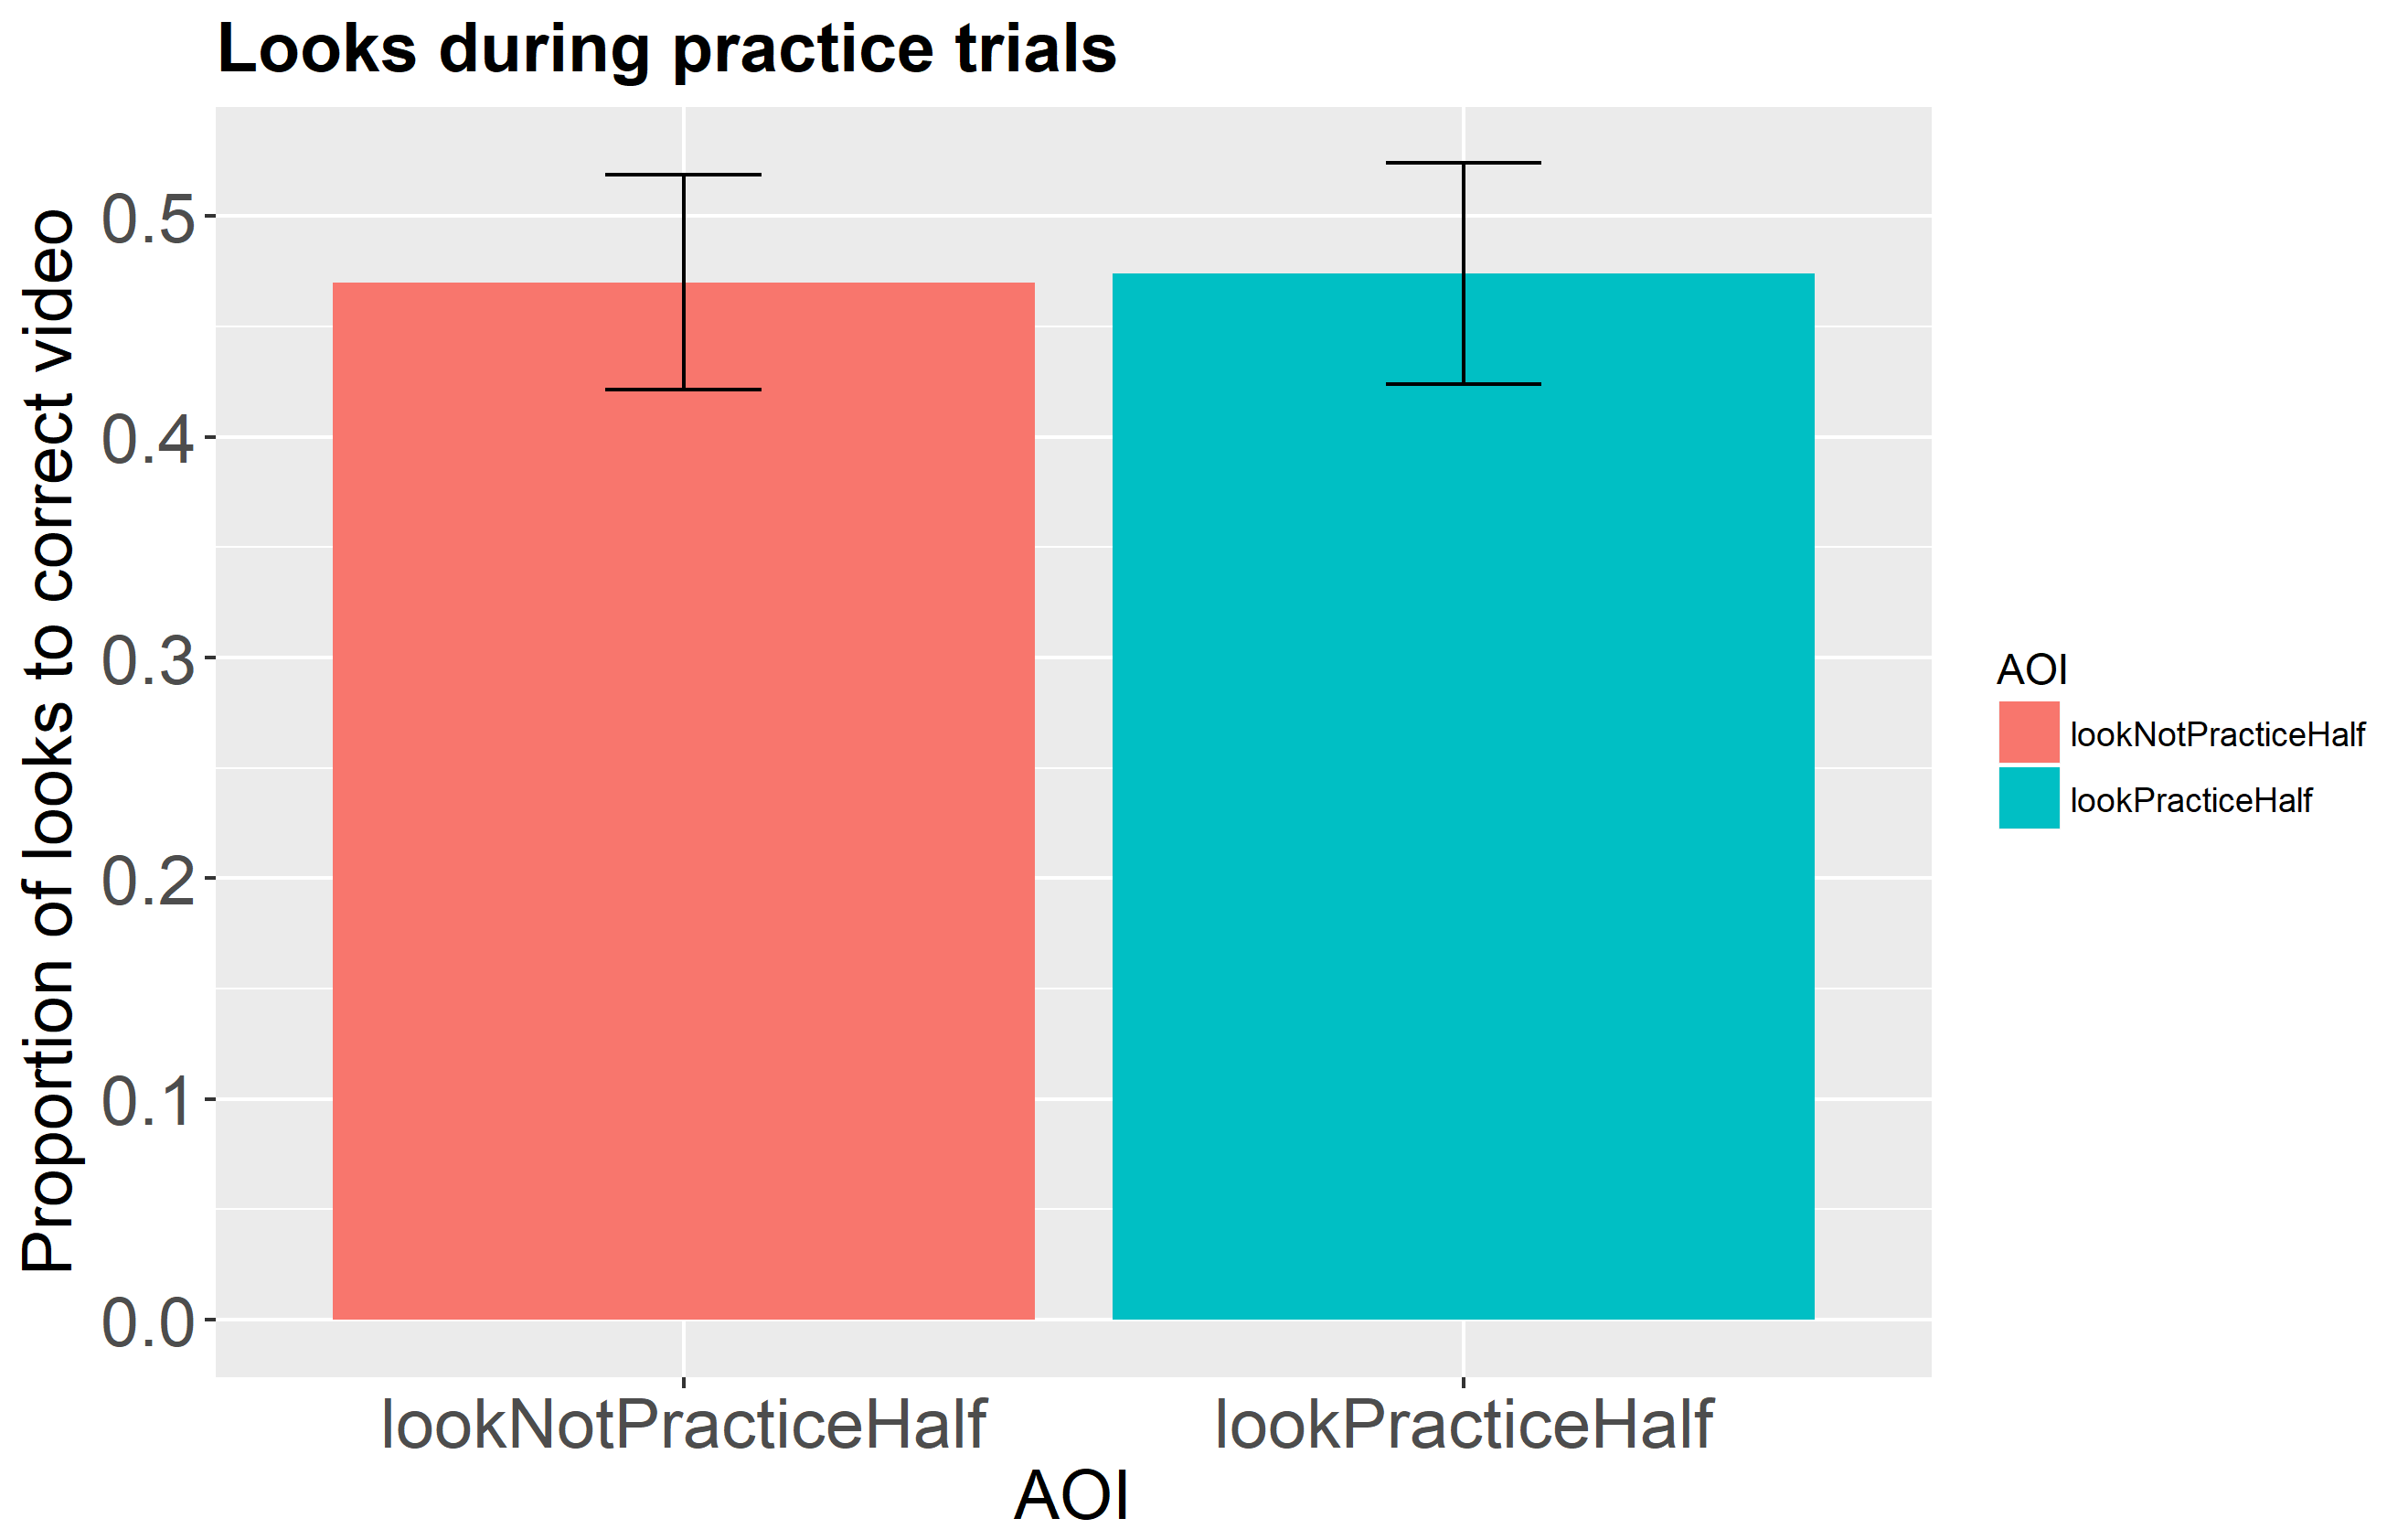 Looks during practice trials
Proportion of looks to correct video
0.5
0.4
0.3
0.2
0.1
0.0
lookNotPracticeHalf
lookPracticeHalf
AOI
AOI
lookNotPracticeHalf
lookPracticeHalf